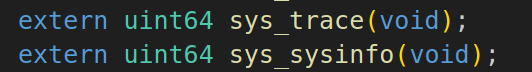 extern uint64 sys_trace(void);
extern uint64 sys_sysinfo(void);